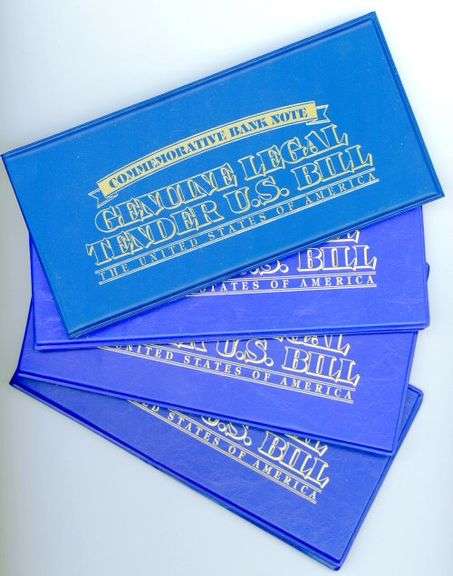 COMMEMORATIVE BANK NOTE
GENUINE LEGAL
TENDER U.S. BILL
THE UNITED STATES OF AMERICA
U.S. BILL
STATES OF AMERICA
U.S. BILL
UNITED STATES OF AMERICA
U.S. BILL
STATES OF AMERICA